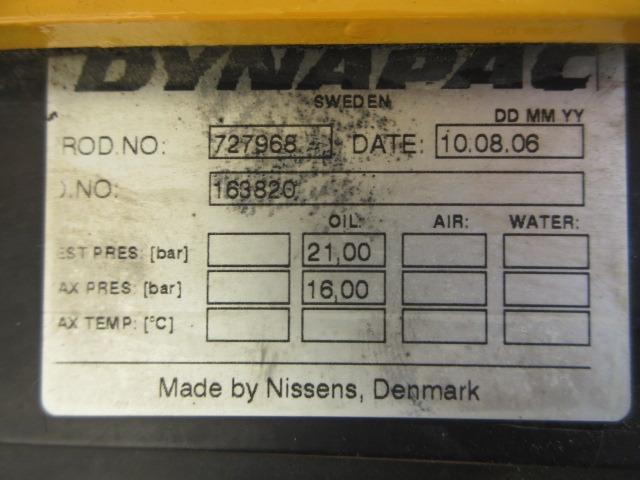 DYNAPAC
SWEDEN
DD MM YY
ROD.NO: 727968 DATE: 10.08.06
).NO: 163820
OIL: AIR: WATER:
EST PRES: [bar] 21,00
AX PRES: [bar] 16,00
AX TEMP: [°C]
Made by Nissens, Denmark